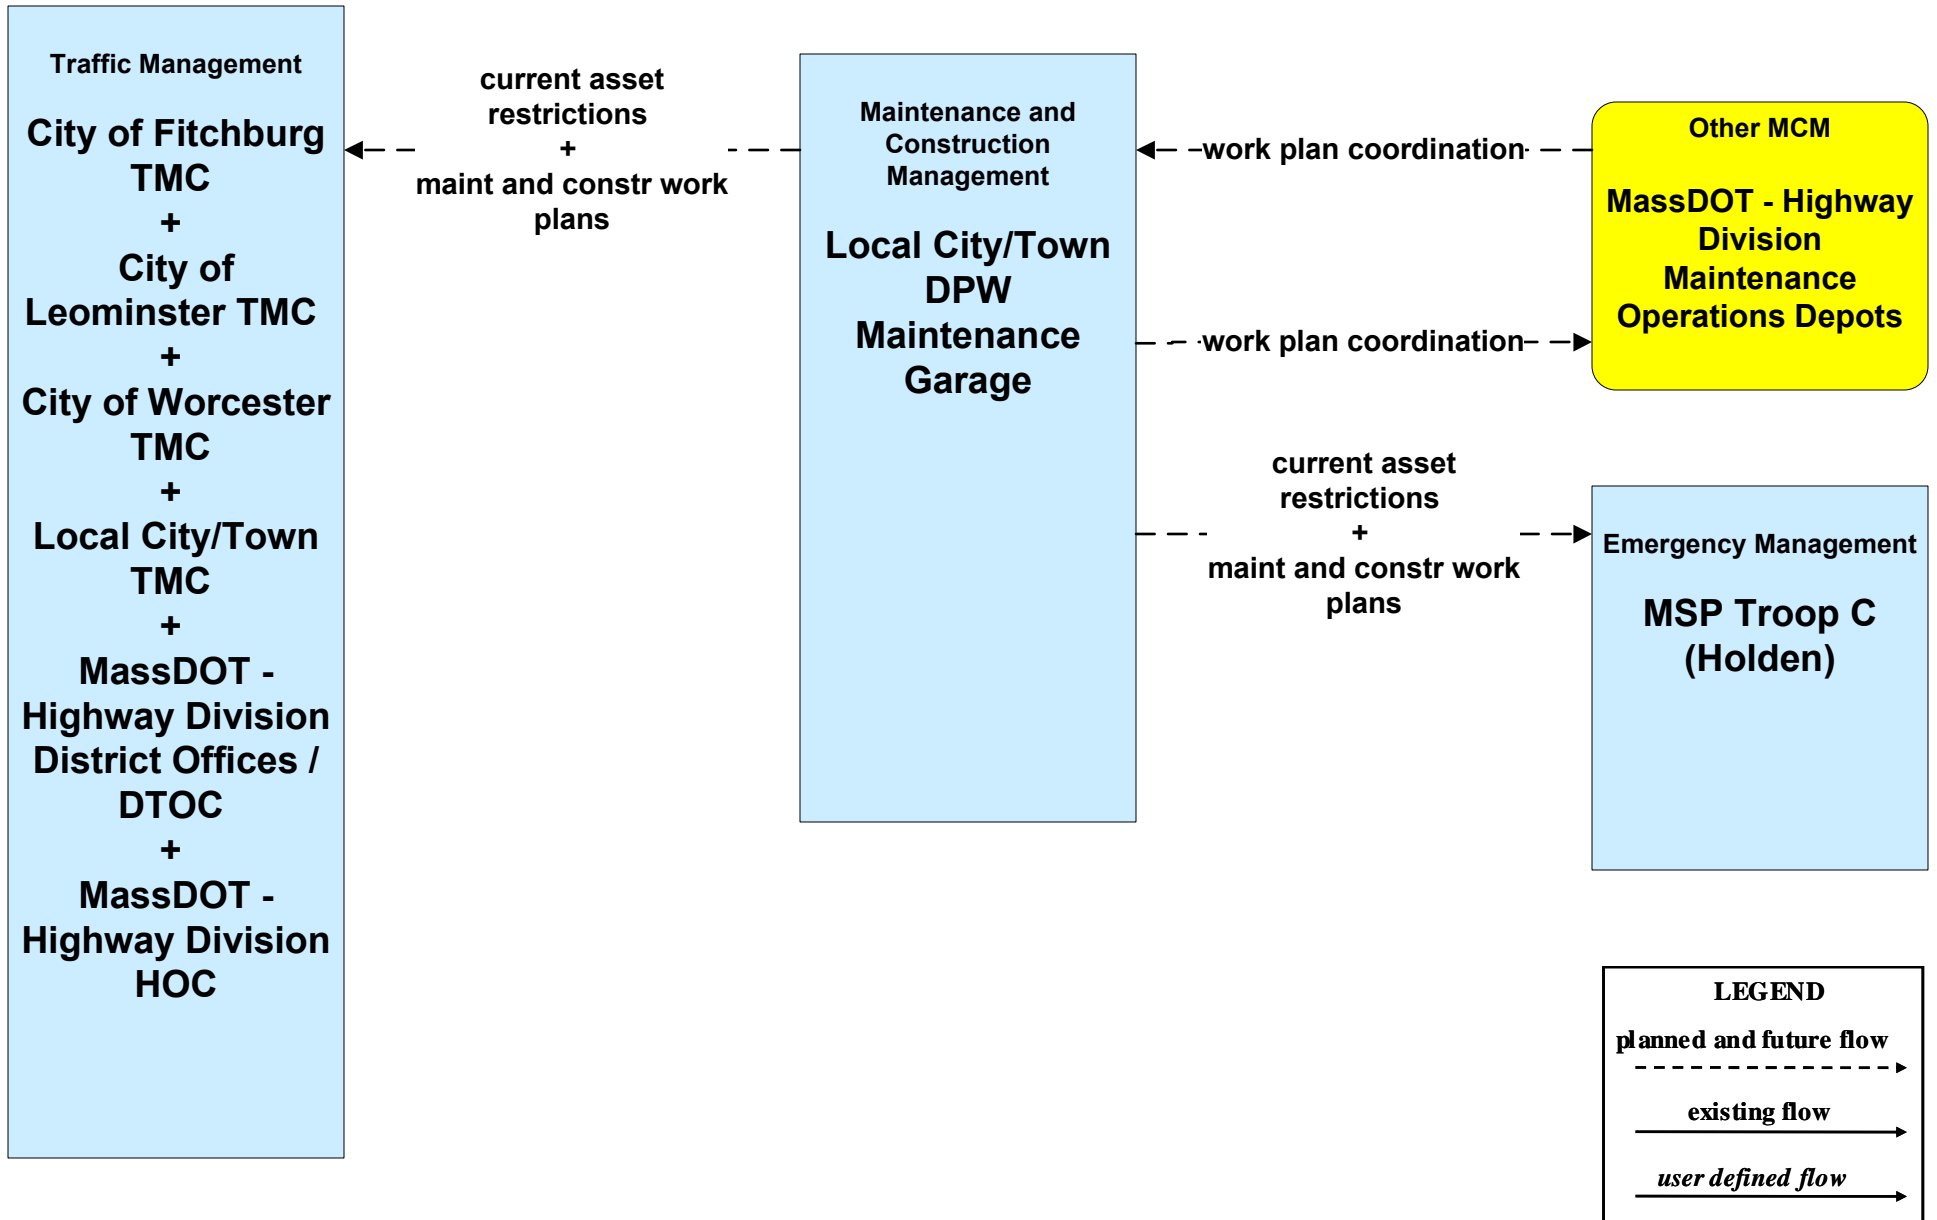 Traffic Management
City of Fitchburg
TMC
+
City of
Leominster TMC
+
City of Worcester
TMC
+
Local City/Town
TMC
+
MassDOT -
Highway Division
District Offices /
DTOC
+
MassDOT -
Highway Division
HOC
current asset
restrictions
+
maint and constr work
plans
Maintenance and
Construction
Management
Local City/Town
DPW
Maintenance
Garage
work plan coordination
work plan coordination
current asset
restrictions
+
maint and constr work
plans
Other MCM
MassDOT - Highway
Division
Maintenance
Operations Depots
Emergency Management
MSP Troop C
(Holden)
LEGEND
planned and future flow
existing flow
user defined flow